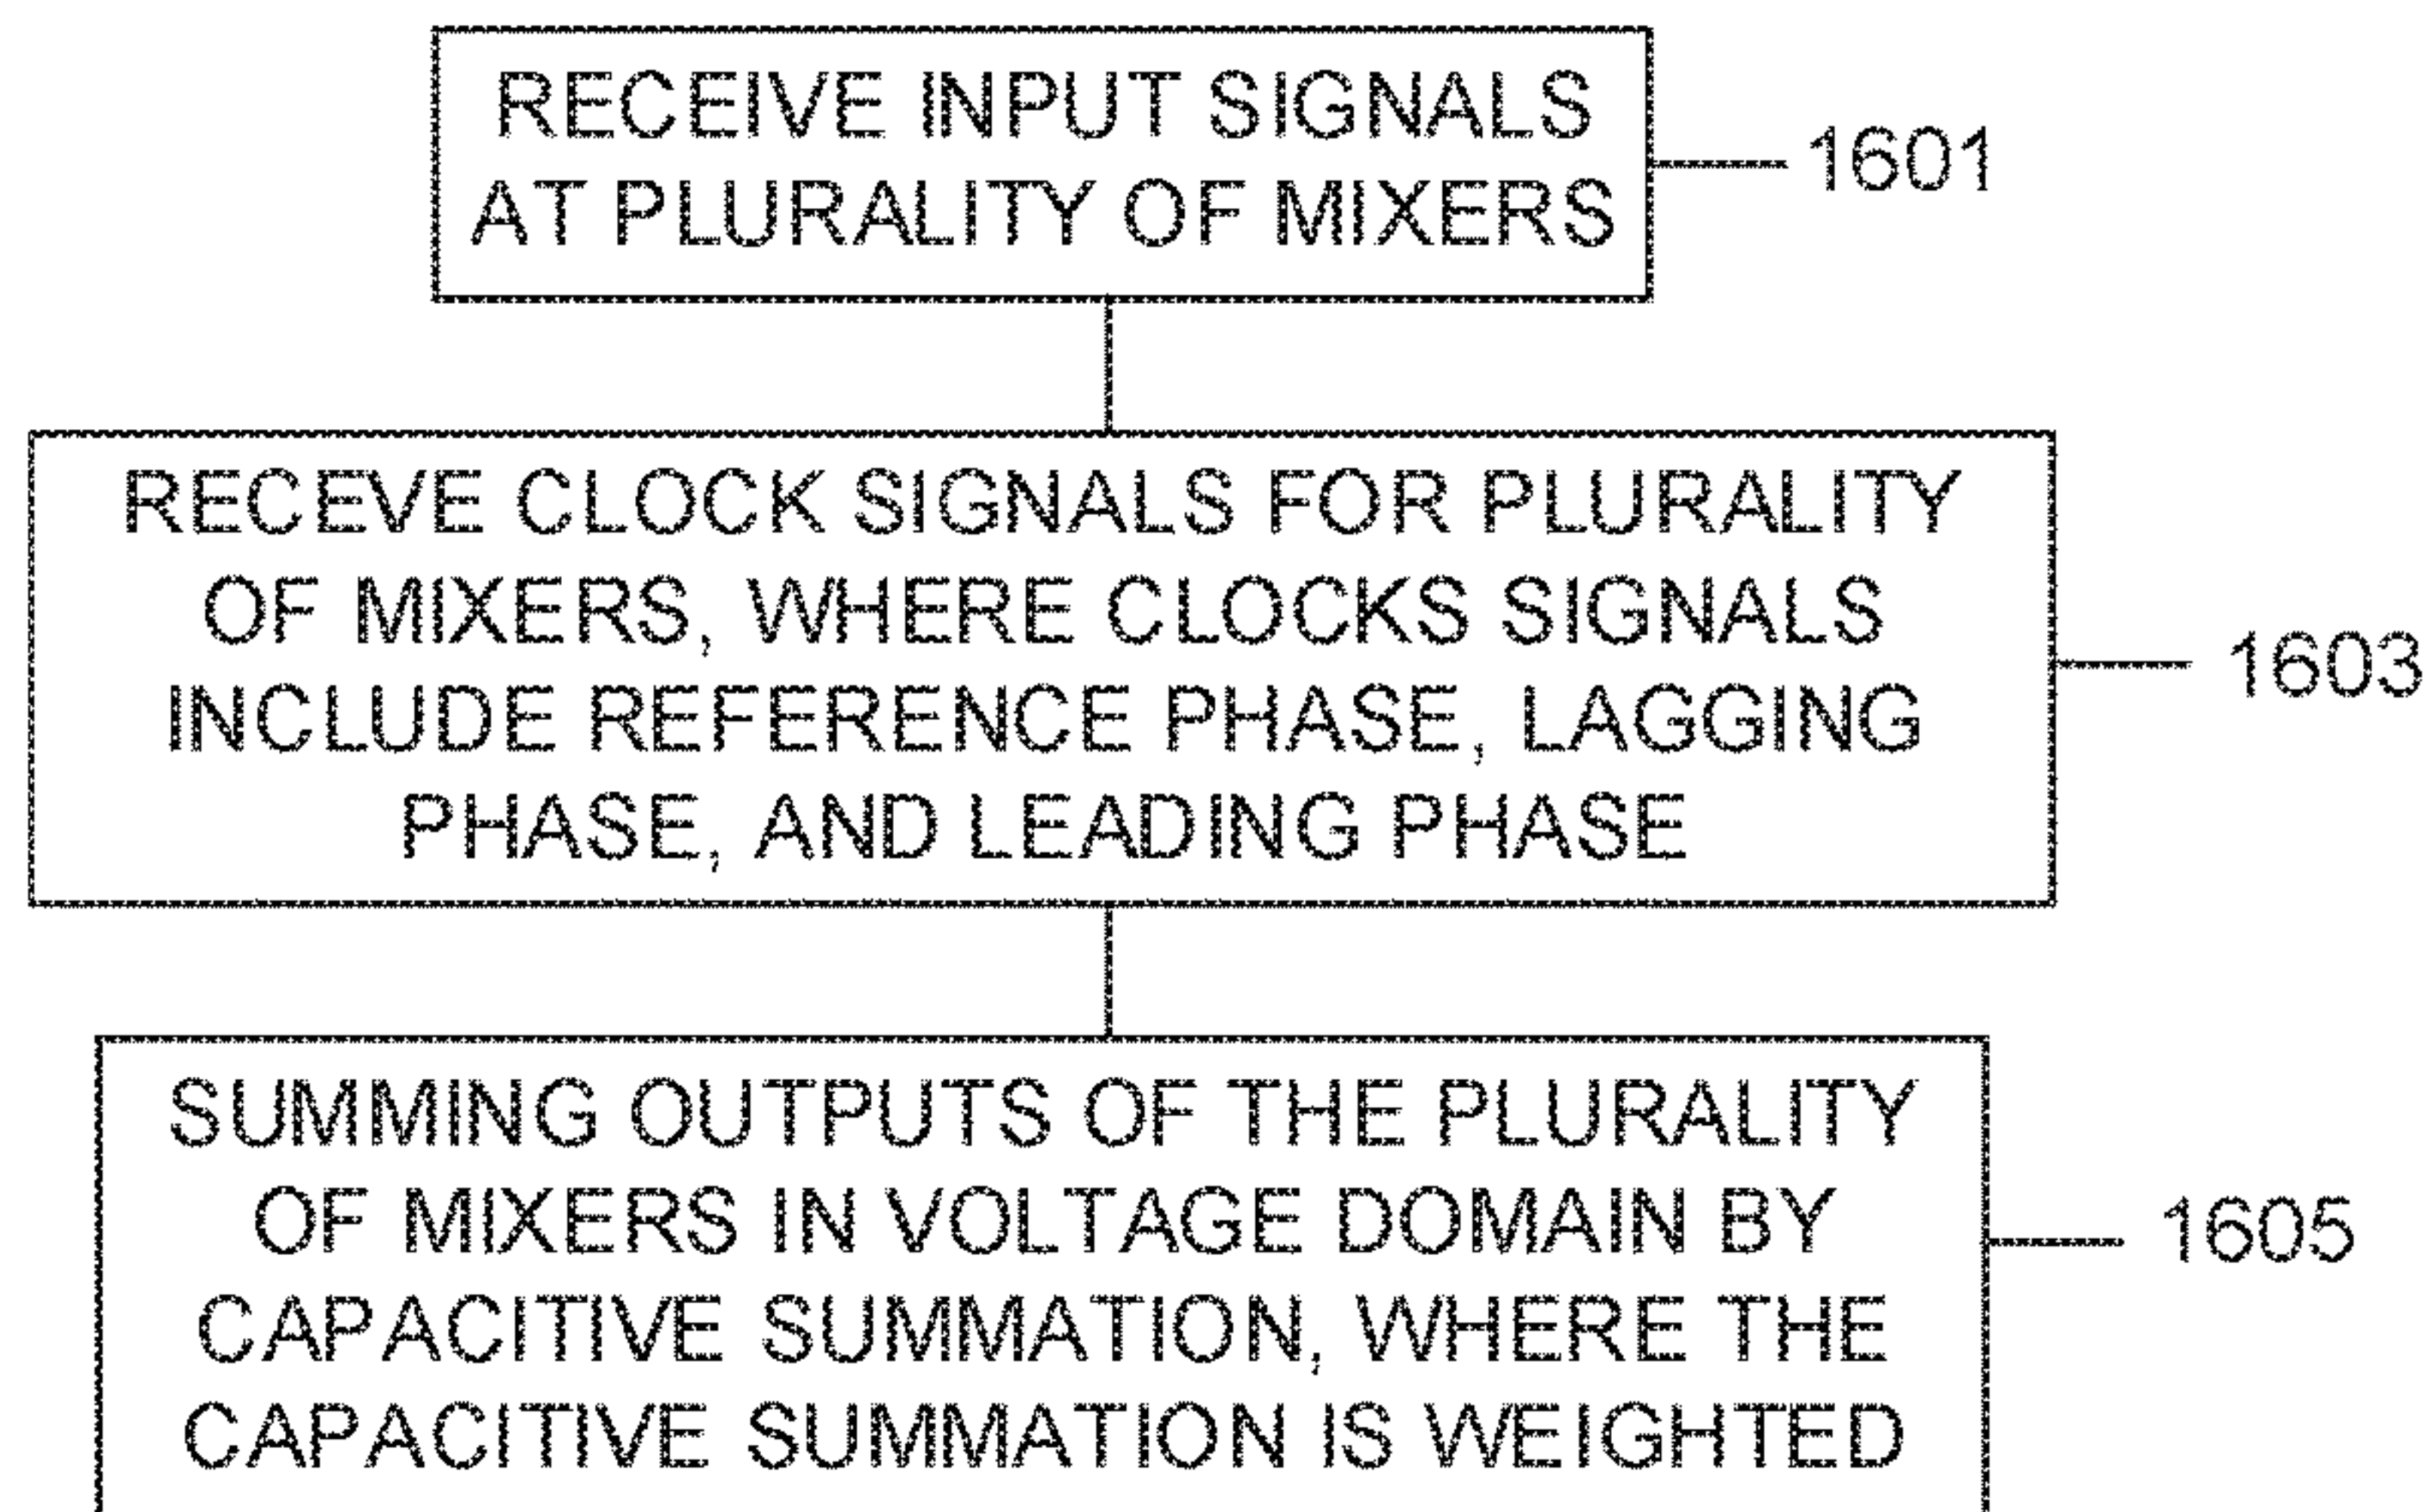 RECEIVE INPUT SIGNALS
AT PLURALITY OF MIXERS
1601
RECEVE CLOCK SIGNALS FOR PLURALITY
OF MIXERS, WHERE CLOCKS SIGNALS
INCLUDE REFERENCE PHASE, LAGGING
PHASE, AND LEADING PHASE
1603
SUMMING OUTPUTS OF THE PLURALITY
OF MIXERS IN VOLTAGE DOMAIN BY
CAPACITIVE SUMMATION, WHERE THE
CAPACITIVE SUMMATION IS WEIGHTED
1605